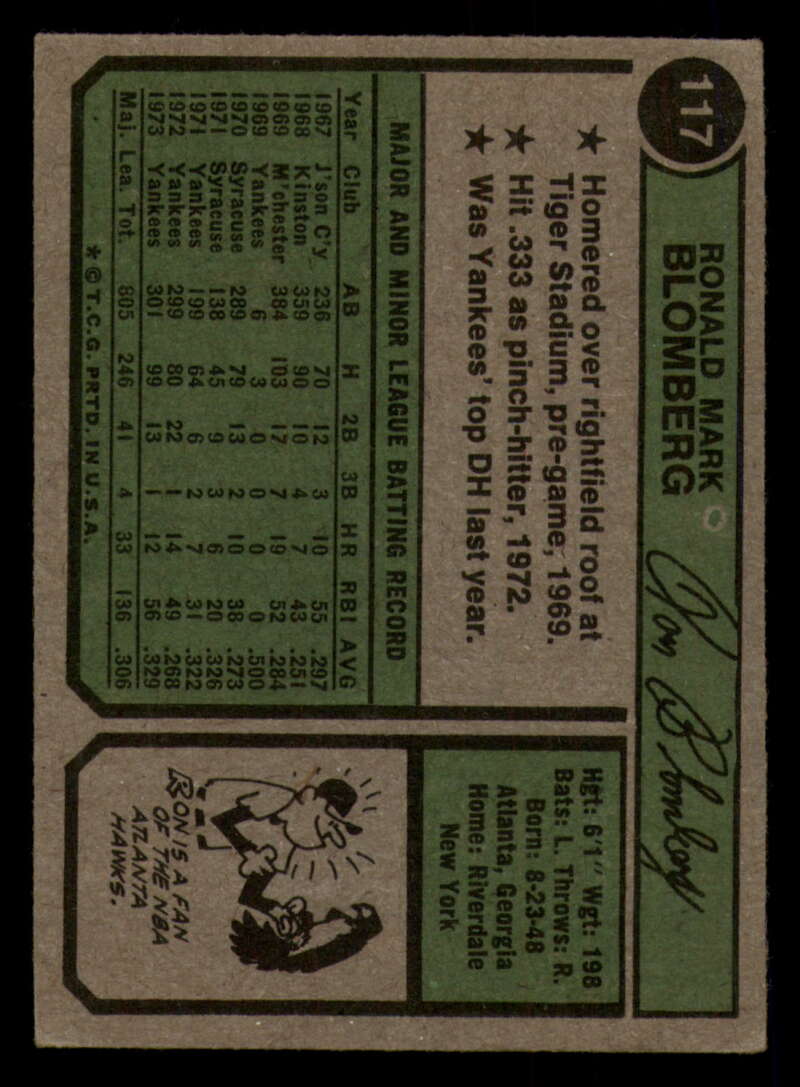 117
RONALD MARK
BLOMBERG
Ron Blomberg
★ Homered over rightfield roof at
Tiger Stadium, pre-game, 1969.
★ Hit .333 as pinch-hitter, 1972.
★ Was Yankees' top DH last year.
MAJOR AND MINOR LEAGUE BATTING RECORD
Year Club AB H 2B 3B HR RBI AVG
1967 J'son C'y 236 70 12 3 10 55 .297
1968 Kinston 359 90 10 4 7 43 .251
1969 M'chester 384 103 17 7 19 52 .284
1969 Yankees 6 3 0 0 0 0 .500
1970 Syracuse 289 79 13 2 10 38 .273
1971 Syracuse 138 45 9 3 6 20 .326
1971 Yankees 199 64 6 2 7 31 .322
1972 Yankees 299 80 22 1 14 49 .268
1973 Yankees 301 99 13 1 12 56 .329
Maj. Lea. Tot. 805 246 41 4 33 136 .306
* © T.C.G. PRTD. IN U.S.A.
Hgt: 6'1" Wgt: 198
Bats: L. Throws: R.
Born: 8-23-48
Atlanta, Georgia
Home: Riverdale
New York
RON IS A FAN
OF THE NBA
ATLANTA
HAWKS.